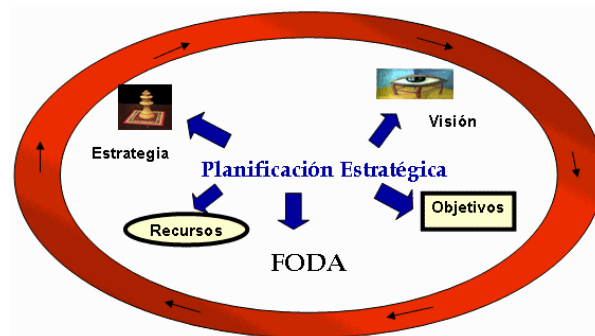 Visión
Estrategia
Planificación Estratégica
Objetivos
Recursos
FODA